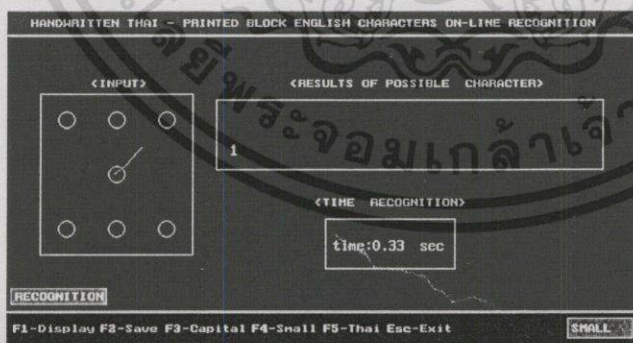 HANDWRITTEN THAI - PRINTED BLOCK ENGLISH CHARACTERS ON-LINE RECOGNITION
<INPUT>
<RESULTS OF POSSIBLE CHARACTER>
1
<TIME RECOGNITION>
time:0.33 sec
RECOGNITION
F1-Display F2-Save F3-Capital F4-Small F5-Thai Esc-Exit
SMALL